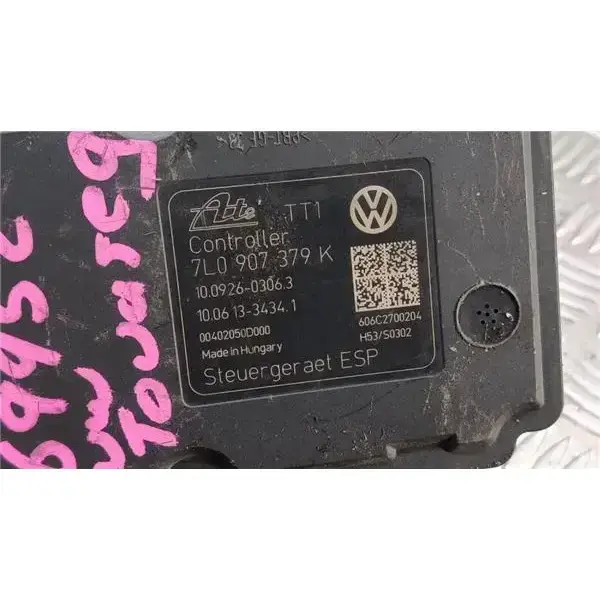 Ate TT1
Controller
7L0 907 379 K
10.0926-0306.3
10.0613-3434.1
00402050D000
Made in Hungary
Steuergeraet ESP
606C2700204
H53/S0302
VW
Touareg